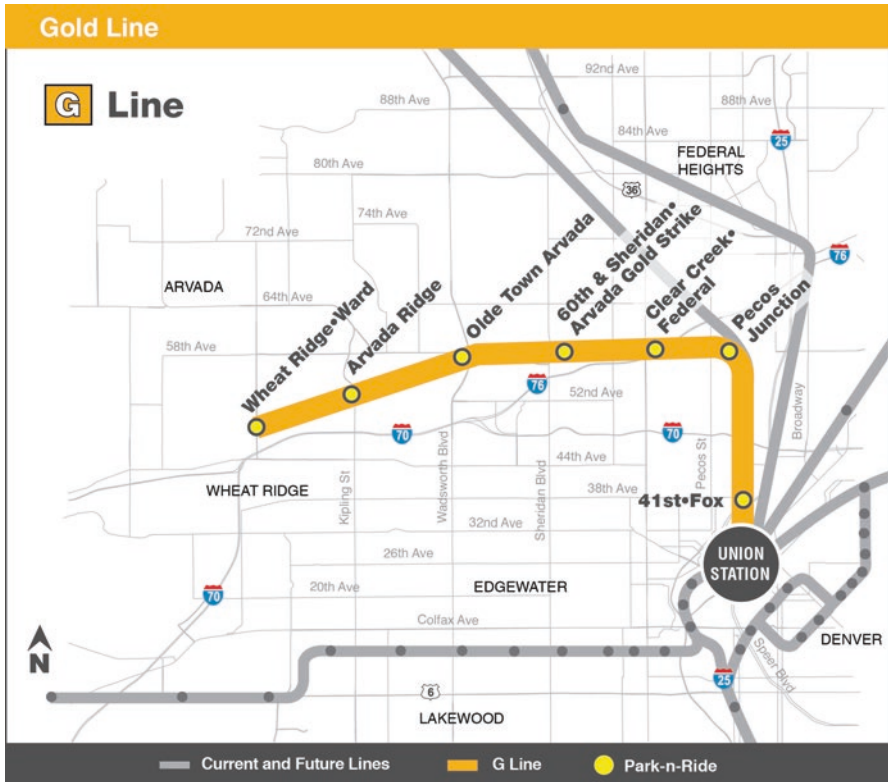 Gold Line
G Line
92nd Ave
88th Ave
88th Ave
84th Ave
FEDERAL
HEIGHTS
25
80th Ave
36
74th Ave
72nd Ave
76
ARVADA
64th Ave
58th Ave
Wheat Ridge•Ward
Arvada Ridge
Olde Town Arvada
60th & Sheridan•
Arvada Gold Strike
Clear Creek•
Federal
Pecos
Junction
76
52nd Ave
70
70
Broadway
Pecos St
Sheridan Blvd
Wadsworth Blvd
Kipling St
44th Ave
WHEAT RIDGE
38th Ave
41st•Fox
32nd Ave
UNION
STATION
26th Ave
20th Ave
EDGEWATER
70
Colfax Ave
DENVER
Speer Blvd
N
25
6
LAKEWOOD
Current and Future Lines
G Line
Park-n-Ride